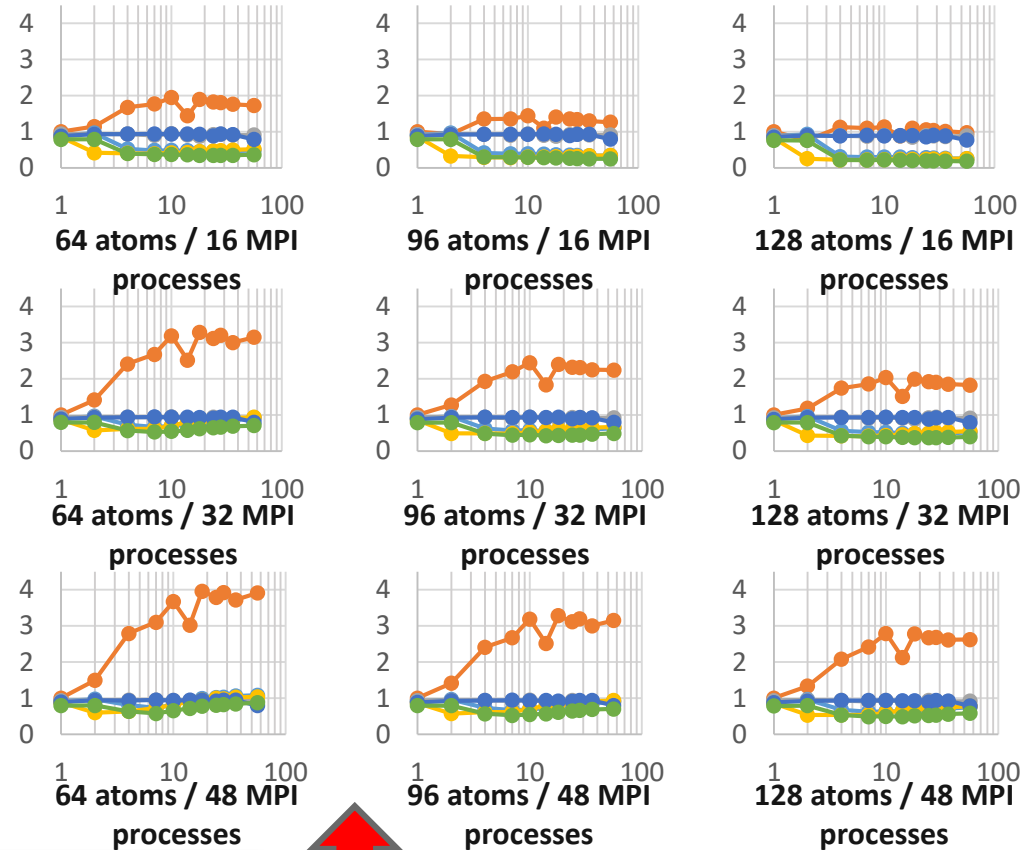 4 4 4
3 3 3
2 2 2
1 1 1
0 0 0
1 10 100 1 10 100 1 10 100
64 atoms / 16 MPI 96 atoms / 16 MPI 128 atoms / 16 MPI
processes processes processes
4 4 4
3 3 3
2 2 2
1 1 1
0 0 0
1 10 100 1 10 100 1 10 100
64 atoms / 32 MPI 96 atoms / 32 MPI 128 atoms / 32 MPI
processes processes processes
4 4 4
3 3 3
2 2 2
1 1 1
0 0 0
1 10 100 1 10 100 1 10 100
64 atoms / 48 MPI 96 atoms / 48 MPI 128 atoms / 48 MPI
processes processes processes